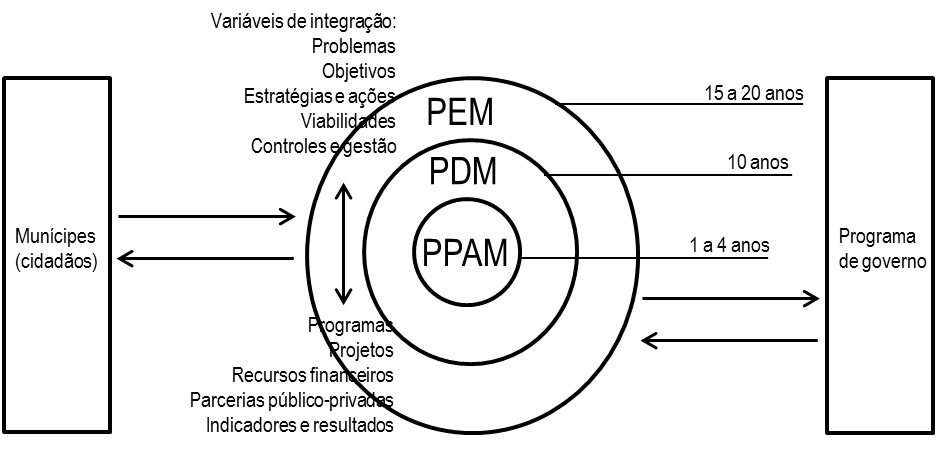 Variáveis de integração:
Problemas
Objetivos
Estratégias e ações
Viabilidades
Controles e gestão
PEM
15 a 20 anos
PDM
10 anos
PPAM
1 a 4 anos
Munícipes
(cidadãos)
Programa
de governo
Programas
Projetos
Recursos financeiros
Parcerias público-privadas
Indicadores e resultados